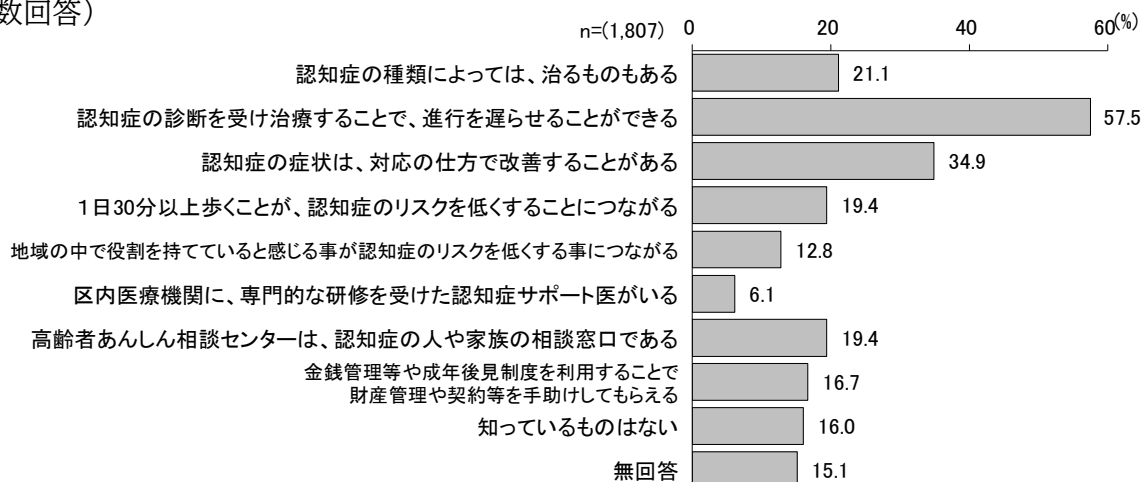 数回答）
n=(1,807) 0 20 40 60(%)
認知症の種類によっては、治るものもある 21.1
認知症の診断を受け治療することで、進行を遅らせることができる 57.5
認知症の症状は、対応の仕方で改善することがある 34.9
１日30分以上歩くことが、認知症のリスクを低くすることにつながる 19.4
地域の中で役割を持てていると感じる事が認知症のリスクを低くする事につながる 12.8
区内医療機関に、専門的な研修を受けた認知症サポート医がいる 6.1
高齢者あんしん相談センターは、認知症の人や家族の相談窓口である 19.4
金銭管理等や成年後見制度を利用することで
財産管理や契約等を手助けしてもらえる 16.7
知っているものはない 16.0
無回答 15.1